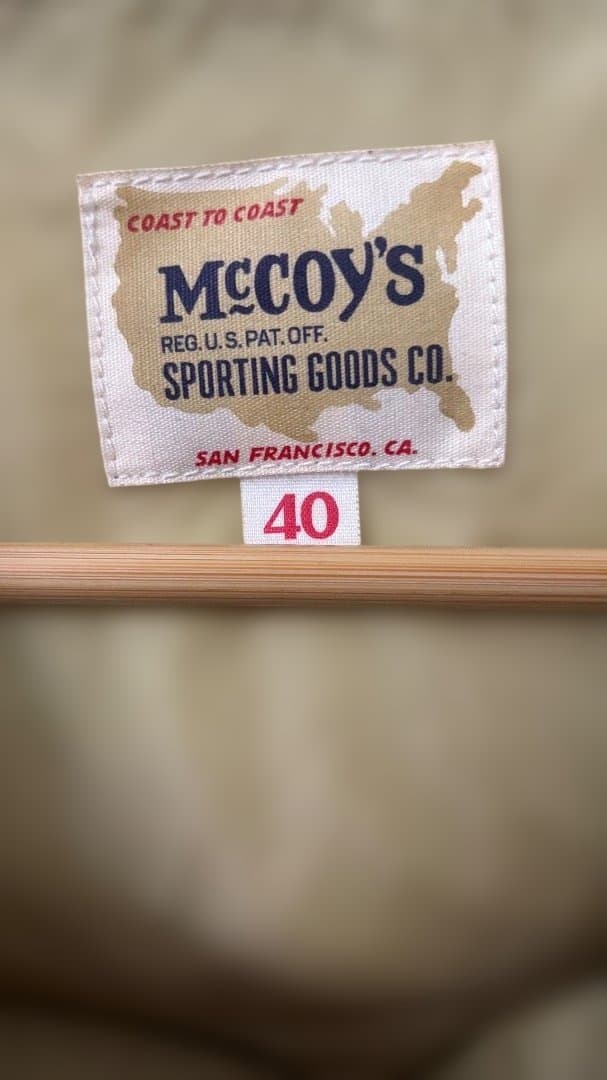 COAST TO COAST
McCOY'S
REG. U.S. PAT. OFF.
SPORTING GOODS CO.
SAN FRANCISCO. CA.
40